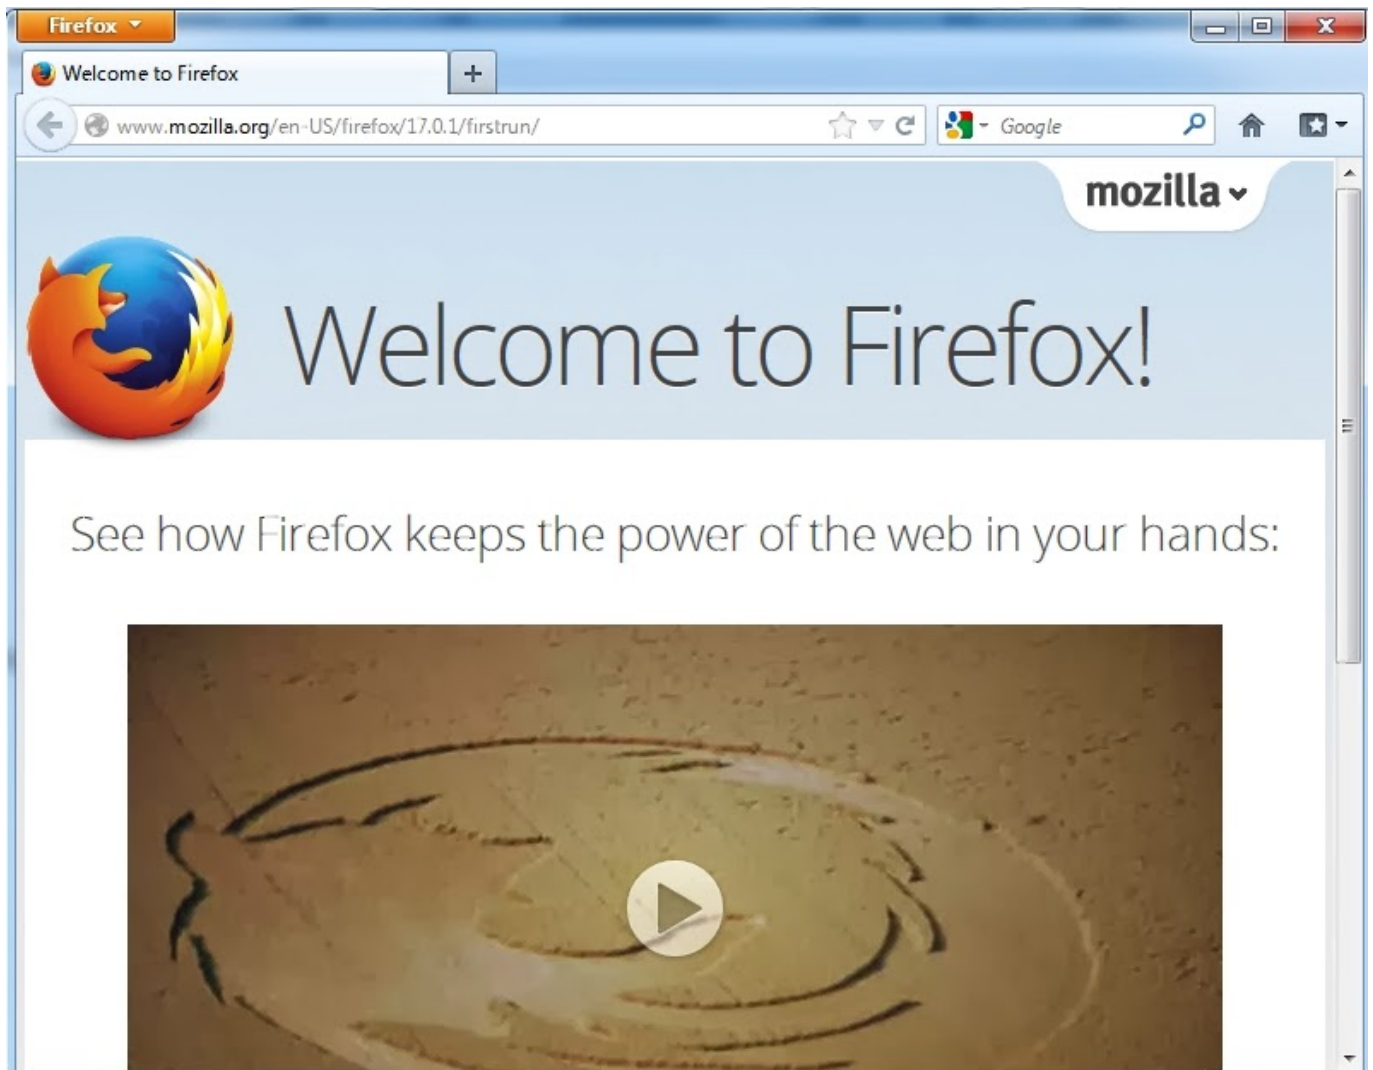 Firefox
Welcome to Firefox
www.mozilla.org/en-US/firefox/17.0.1/firstrun/
Google
mozilla
Welcome to Firefox!
See how Firefox keeps the power of the web in your hands: